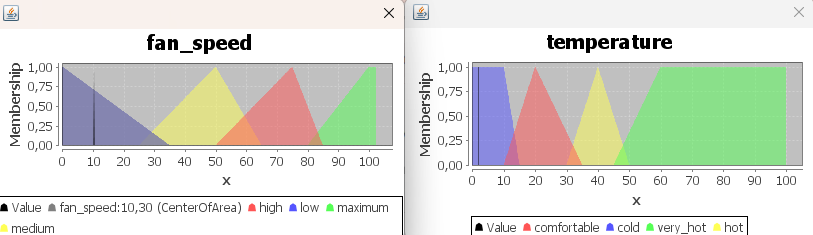 fan_speed
Membership
1,00
0,75
0,50
0,25
0,00
0 10 20 30 40 50 60 70 80 90 100
x
Value fan_speed:10,30 (CenterOfArea) high low maximum
medium
temperature
Membership
1,00
0,75
0,50
0,25
0,00
0 10 20 30 40 50 60 70 80 90 100
x
Value comfortable cold very_hot hot